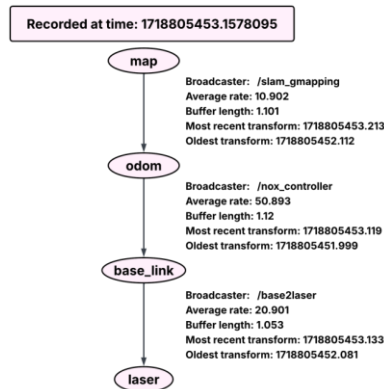 Recorded at time: 1718805453.1578095
map
Broadcaster: /slam_gmapping
Average rate: 10.902
Buffer length: 1.101
Most recent transform: 1718805453.213
Oldest transform: 1718805452.112
odom
Broadcaster: /nox_controller
Average rate: 50.893
Buffer length: 1.12
Most recent transform: 1718805453.119
Oldest transform: 1718805451.999
base_link
Broadcaster: /base2laser
Average rate: 20.901
Buffer length: 1.053
Most recent transform: 1718805453.133
Oldest transform: 1718805452.081
laser